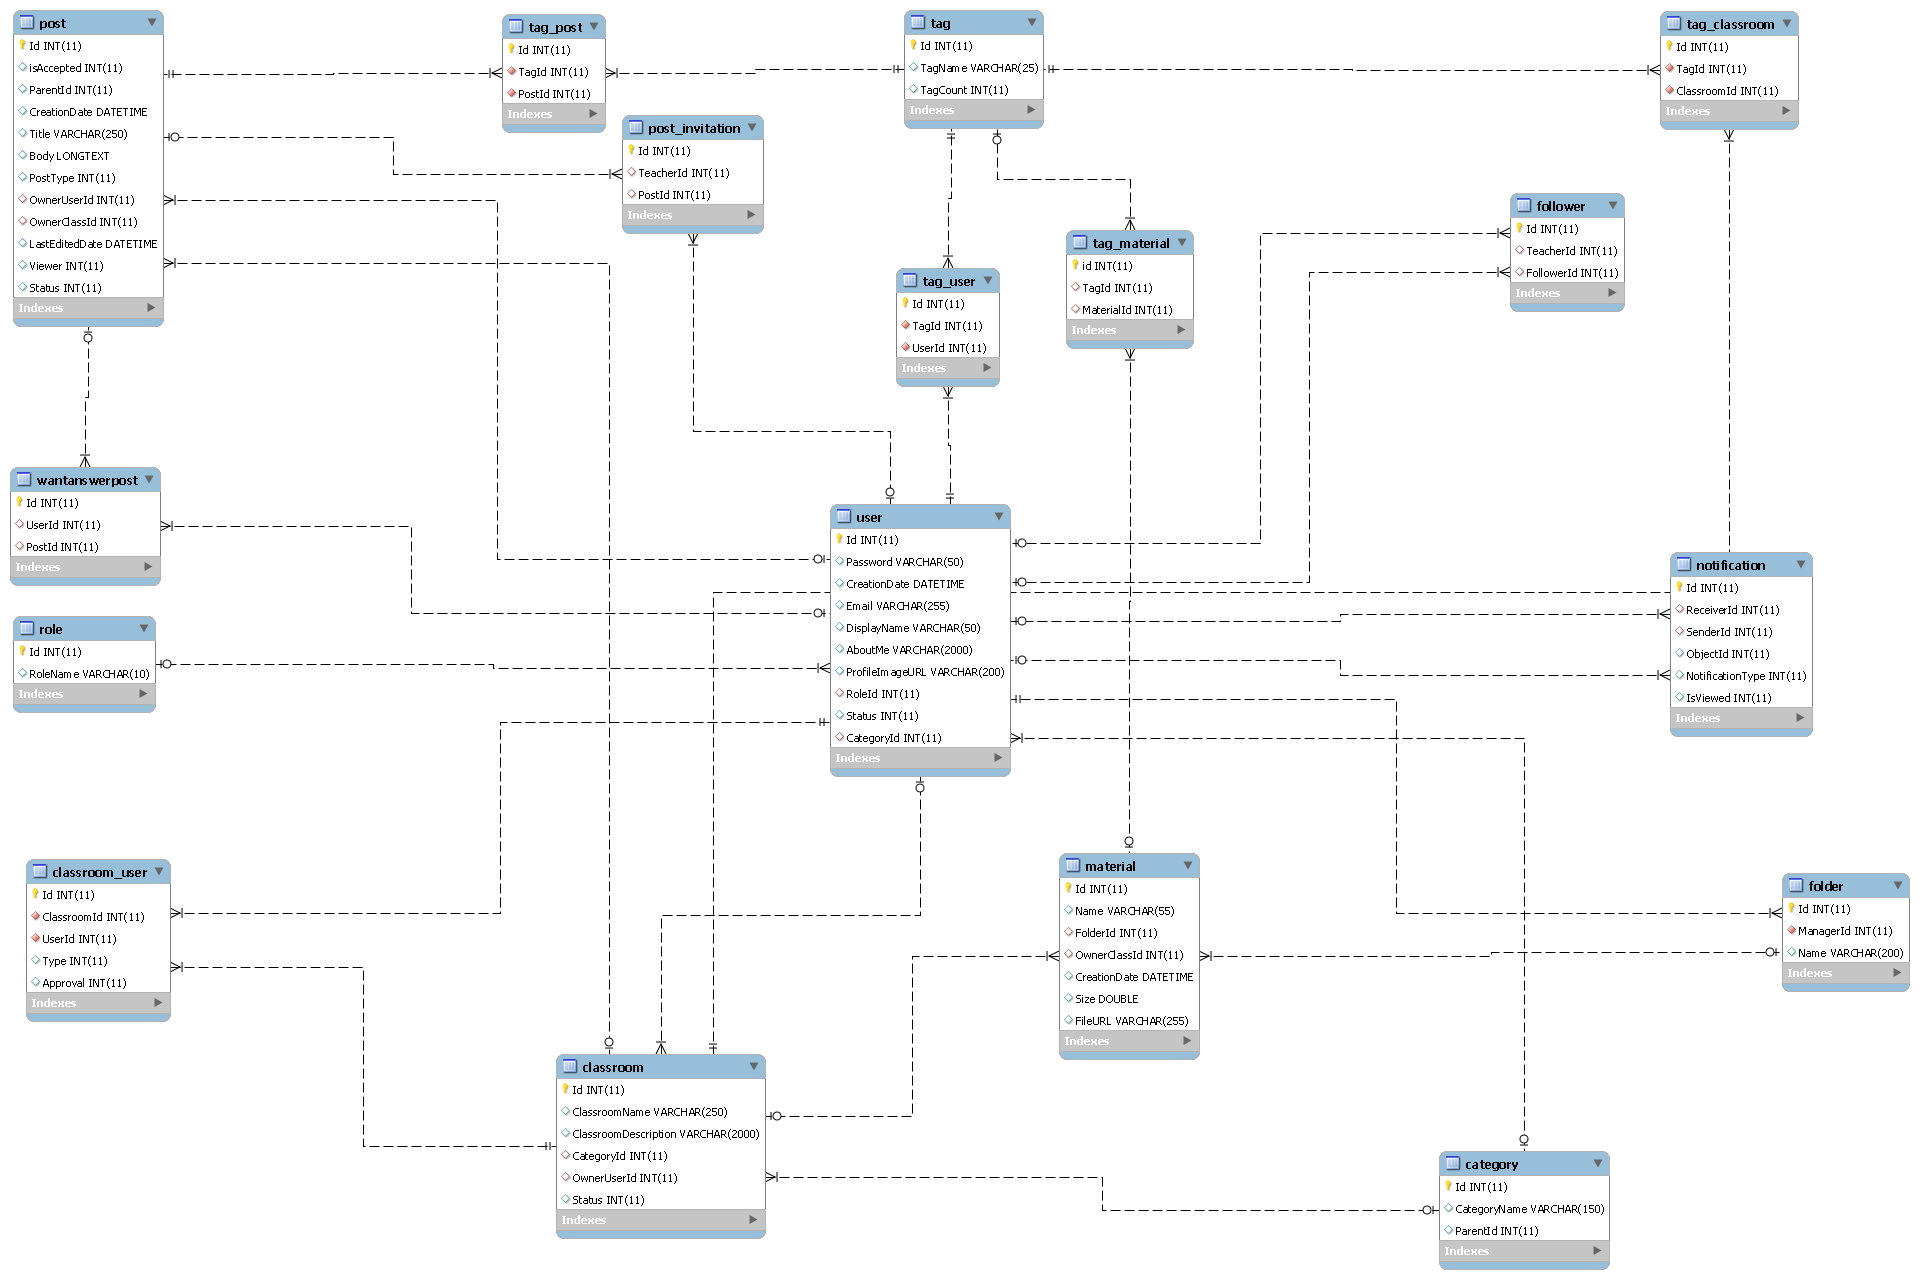 post
Id INT(11)
isAccepted INT(11)
ParentId INT(11)
CreationDate DATETIME
Title VARCHAR(250)
Body LONGTEXT
PostType INT(11)
OwnerUserId INT(11)
OwnerClassId INT(11)
LastEditedDate DATETIME
Viewer INT(11)
Status INT(11)
Indexes
tag_post
Id INT(11)
TagId INT(11)
PostId INT(11)
Indexes
post_invitation
Id INT(11)
TeacherId INT(11)
PostId INT(11)
Indexes
tag
Id INT(11)
TagName VARCHAR(25)
TagCount INT(11)
Indexes
tag_classroom
Id INT(11)
TagId INT(11)
ClassroomId INT(11)
Indexes
follower
Id INT(11)
TeacherId INT(11)
FollowerId INT(11)
Indexes
tag_material
id INT(11)
TagId INT(11)
MaterialId INT(11)
Indexes
tag_user
Id INT(11)
TagId INT(11)
UserId INT(11)
Indexes
wantanswerpost
Id INT(11)
UserId INT(11)
PostId INT(11)
Indexes
role
Id INT(11)
RoleName VARCHAR(10)
Indexes
user
Id INT(11)
Password VARCHAR(50)
CreationDate DATETIME
Email VARCHAR(255)
DisplayName VARCHAR(50)
AboutMe VARCHAR(2000)
ProfileImageURL VARCHAR(200)
RoleId INT(11)
Status INT(11)
CategoryId INT(11)
Indexes
notification
Id INT(11)
ReceiverId INT(11)
SenderId INT(11)
ObjectId INT(11)
NotificationType INT(11)
IsViewed INT(11)
Indexes
classroom_user
Id INT(11)
ClassroomId INT(11)
UserId INT(11)
Type INT(11)
Approval INT(11)
Indexes
material
Id INT(11)
Name VARCHAR(55)
FolderId INT(11)
OwnerClassId INT(11)
CreationDate DATETIME
Size DOUBLE
FileURL VARCHAR(255)
Indexes
folder
Id INT(11)
ManagerId INT(11)
Name VARCHAR(200)
Indexes
classroom
Id INT(11)
ClassroomName VARCHAR(250)
ClassroomDescription VARCHAR(2000)
CategoryId INT(11)
OwnerUserId INT(11)
Status INT(11)
Indexes
category
Id INT(11)
CategoryName VARCHAR(150)
ParentId INT(11)
Indexes